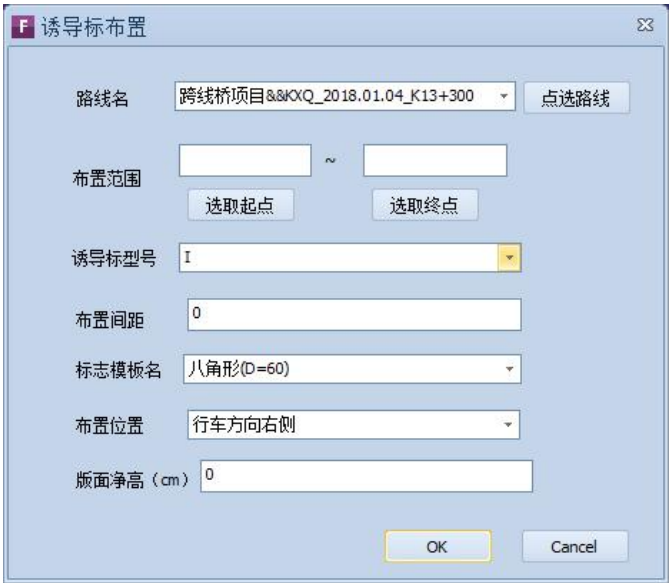 F 诱导标布置
路线名 跨线桥项目&&KXQ_2018.01.04_K13+300 点选路线
布置范围 ~
选取起点 选取终点
诱导标型号 I
布置间距 0
标志模板名 八角形(D=60)
布置位置 行车方向右侧
版面净高（cm） 0
OK Cancel